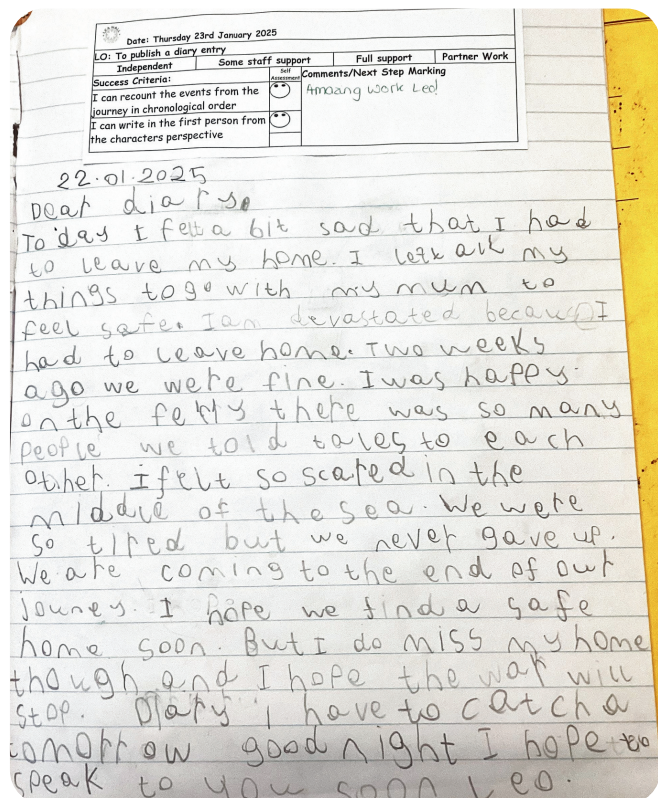 Date: Thursday 23rd January 2025
LO: To publish a diary entry
Independent Some staff support Full support Partner Work
Success Criteria: Self Assessment Comments/Next Step Marking
I can recount the events from the journey in chronological order
Amazing work Leo!
I can write in the first person from the characters perspective
22.01.2025
Dear diary.
To day I felt a bit sad that I had
to leave my home. I left all my
things to go with my mum to
feel safe. I am devastated because I
had to leave home. Two weeks
ago we were fine. I was happy.
on the ferry there was so many
people we told tales to each
other. i felt so scared in the
middle of the sea. We were
so tired but we never gave up.
We are coming to the end of our
jouney. I hope we find a safe
home soon. But I do miss my home
though and I hope the war will
stop. Diary i have to catch a
tomorrow good night I hope to
speak to you soon Leo.